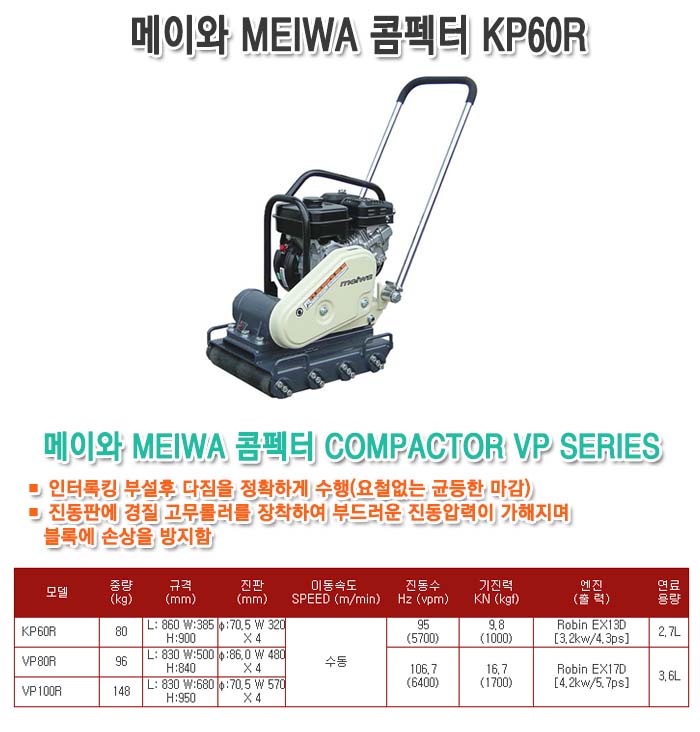 메이와 MEIWA 콤펙터 KP60R
meiwa
메이와 MEIWA 콤펙터 COMPACTOR VP SERIES
■ 인터록킹 부설후 다짐을 정확하게 수행(요철없는 균등한 마감)
■ 진동판에 경질 고무롤러를 장착하여 부드러운 진동압력이 가해지며
블록에 손상을 방지함
모델 중량 (kg) 규격 (mm) 진판 (mm) 이동속도 SPEED (m/min) 진동수 Hz (vpm) 기진력 KN (kgf) 엔진 (출 력) 연료 용량
KP60R 80 L: 860 W:385 H:900 φ:70,5 W 320 X 4 수동 95 (5700) 9,8 (1000) Robin EX13D [3,2kw/4,3ps] 2,7L
VP80R 96 L: 830 W:500 H:840 φ:86,0 W 480 X 4 106,7 (6400) 16,7 (1700) Robin EX17D [4,2kw/5,7ps] 3,6L
VP100R 148 L: 830 W:680 H:950 φ:70,5 W 570 X 4